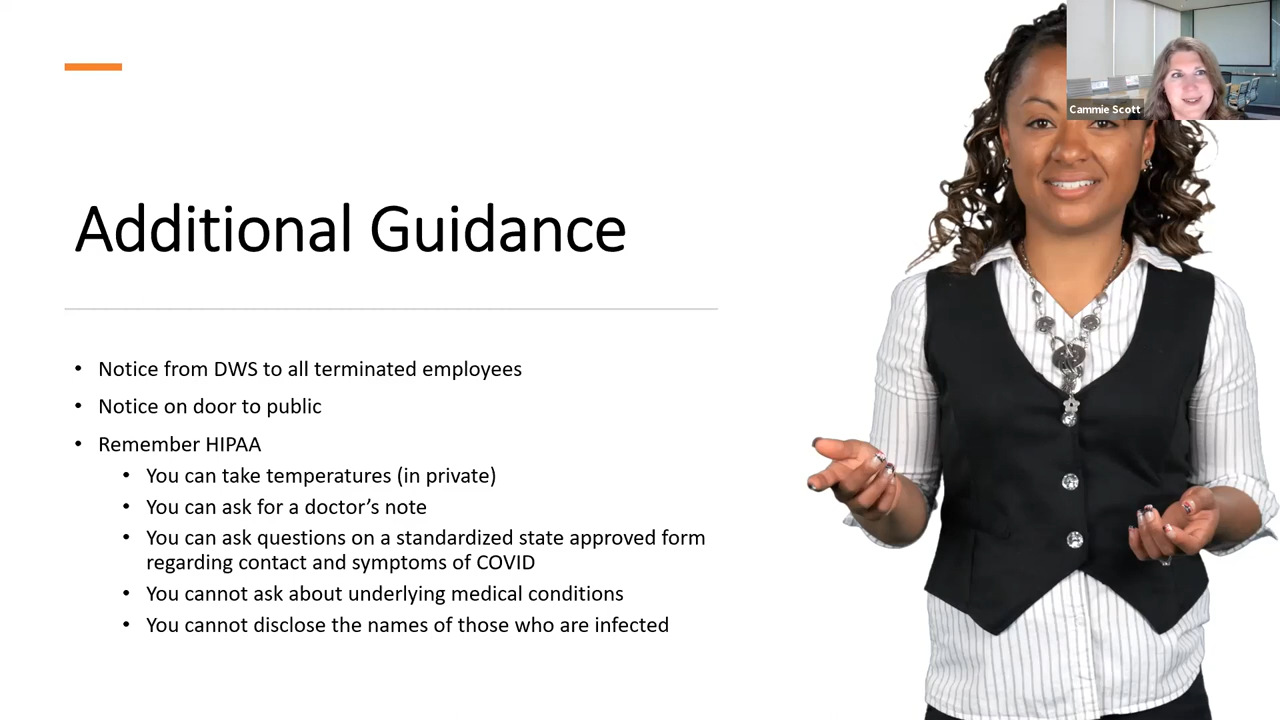 Cammie Scott
Additional Guidance
• Notice from DWS to all terminated employees
• Notice on door to public
• Remember HIPAA
• You can take temperatures (in private)
• You can ask for a doctor’s note
• You can ask questions on a standardized state approved form
regarding contact and symptoms of COVID
• You cannot ask about underlying medical conditions
• You cannot disclose the names of those who are infected